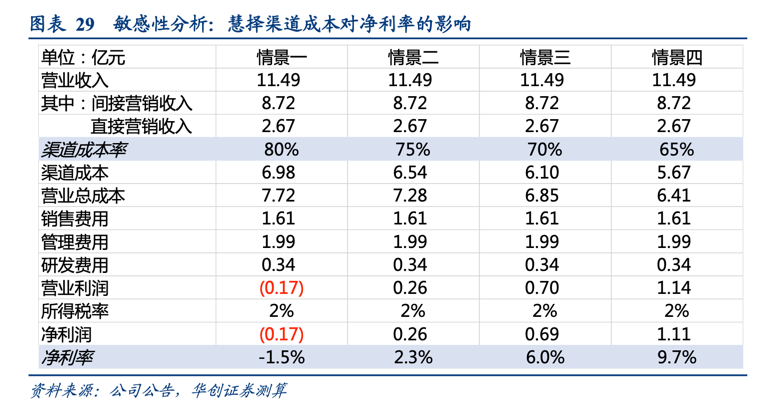 图表 29 敏感性分析：慧择渠道成本对净利率的影响
单位：亿元 情景一 情景二 情景三 情景四
营业收入 11.49 11.49 11.49 11.49
其中：间接营销收入 8.72 8.72 8.72 8.72
直接营销收入 2.67 2.67 2.67 2.67
渠道成本率 80% 75% 70% 65%
渠道成本 6.98 6.54 6.10 5.67
营业总成本 7.72 7.28 6.85 6.41
销售费用 1.61 1.61 1.61 1.61
管理费用 1.99 1.99 1.99 1.99
研发费用 0.34 0.34 0.34 0.34
营业利润 (0.17) 0.26 0.70 1.14
所得税率 2% 2% 2% 2%
净利润 (0.17) 0.26 0.69 1.11
净利率 -1.5% 2.3% 6.0% 9.7%
资料来源：公司公告，华创证券测算